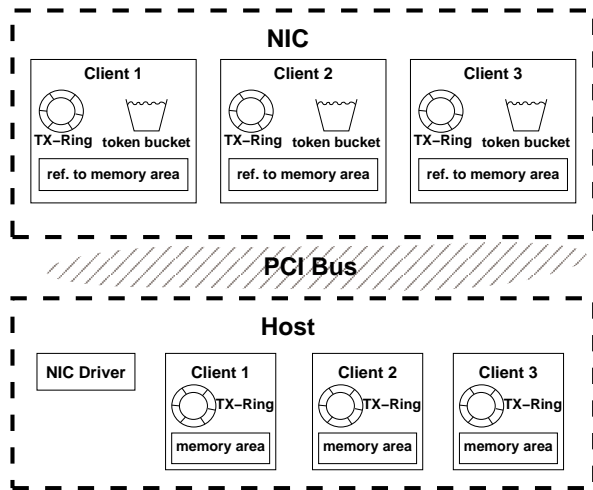 NIC
Client 1 Client 2 Client 3
TX-Ring token bucket TX-Ring token bucket TX-Ring token bucket
ref. to memory area ref. to memory area ref. to memory area
PCI Bus
Host
NIC Driver Client 1 Client 2 Client 3
TX-Ring TX-Ring TX-Ring
memory area memory area memory area